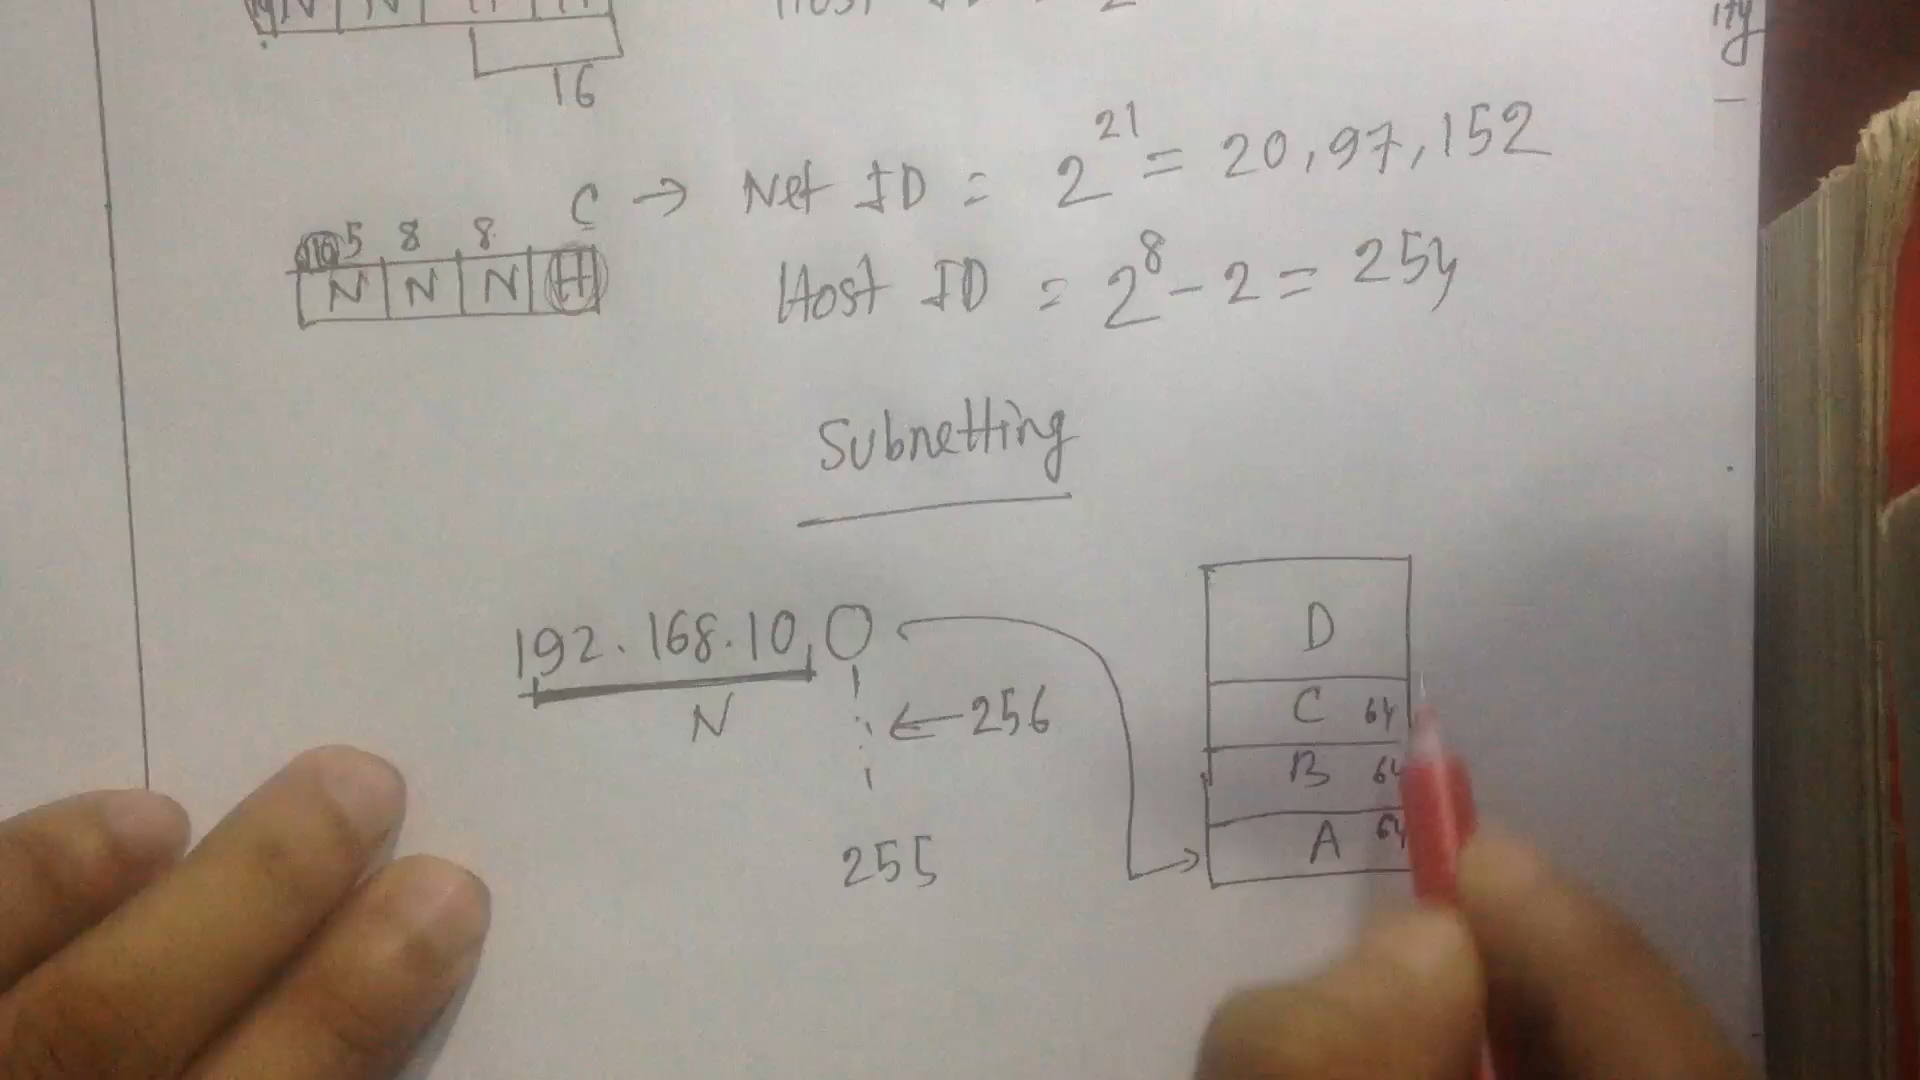 16
C → Net ID = 2^21 = 20,97,152
110 5 8 8
N N N H
Host ID = 2^8 - 2 = 254
Subnetting
192.168.10.0
N
← 256
255
D
C 64
B 64
A 64